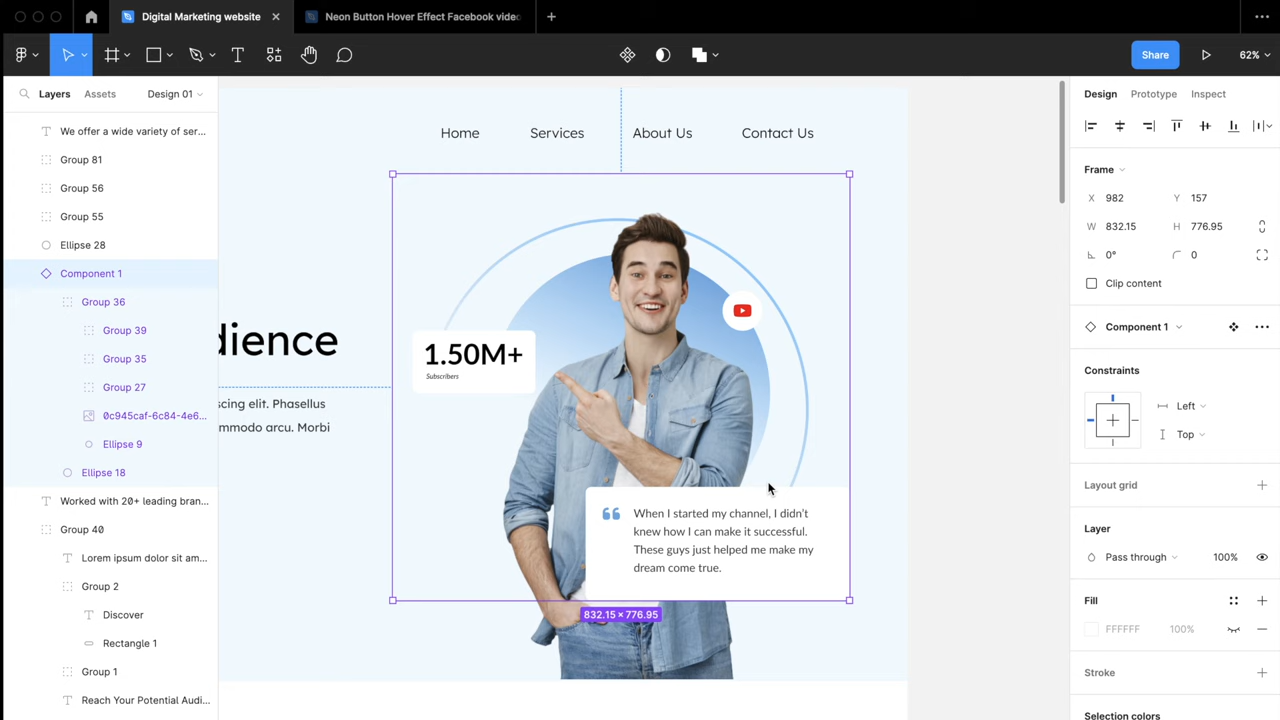 Digital Marketing website
Neon Button Hover Effect Facebook video
Share
62%
Layers
Assets
Design 01
We offer a wide variety of ser...
Group 81
Group 56
Group 55
Ellipse 28
Component 1
Group 36
Group 39
Group 35
Group 27
0c945caf-6c84-4e6...
Ellipse 9
Ellipse 18
Worked with 20+ leading bran...
Group 40
Lorem ipsum dolor sit am...
Group 2
Discover
Rectangle 1
Group 1
Reach Your Potential Audi...
Home
Services
About Us
Contact Us
dience
scing elit. Phasellus
mmodo arcu. Morbi
1.50M+
Subscribers
When I started my channel, I didn't
knew how I can make it successful.
These guys just helped me make my
dream come true.
832.15 × 776.95
Design
Prototype
Inspect
Frame
X 982
Y 157
W 832.15
H 776.95
0°
0
Clip content
Component 1
Constraints
Left
Top
Layout grid
Layer
Pass through
100%
Fill
FFFFFF
100%
Stroke
Selection colors